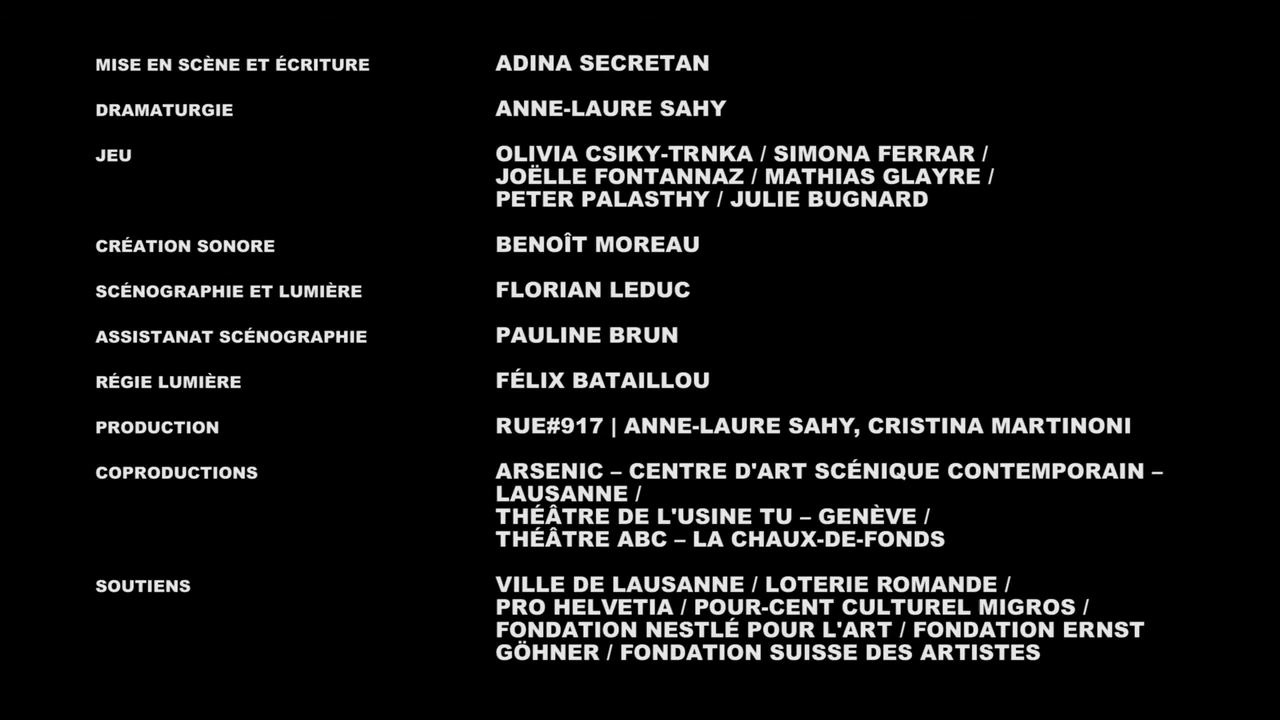 MISE EN SCÈNE ET ÉCRITURE ADINA SECRETAN
DRAMATURGIE ANNE-LAURE SAHY
JEU OLIVIA CSIKY-TRNKA / SIMONA FERRAR /
JOËLLE FONTANNAZ / MATHIAS GLAYRE /
PETER PALASTHY / JULIE BUGNARD
CRÉATION SONORE BENOÎT MOREAU
SCÉNOGRAPHIE ET LUMIÈRE FLORIAN LEDUC
ASSISTANAT SCÉNOGRAPHIE PAULINE BRUN
RÉGIE LUMIÈRE FÉLIX BATAILLOU
PRODUCTION RUE#917 | ANNE-LAURE SAHY, CRISTINA MARTINONI
COPRODUCTIONS ARSENIC – CENTRE D'ART SCÉNIQUE CONTEMPORAIN –
LAUSANNE /
THÉÂTRE DE L'USINE TU – GENÈVE /
THÉÂTRE ABC – LA CHAUX-DE-FONDS
SOUTIENS VILLE DE LAUSANNE / LOTERIE ROMANDE /
PRO HELVETIA / POUR-CENT CULTUREL MIGROS /
FONDATION NESTLÉ POUR L'ART / FONDATION ERNST
GÖHNER / FONDATION SUISSE DES ARTISTES